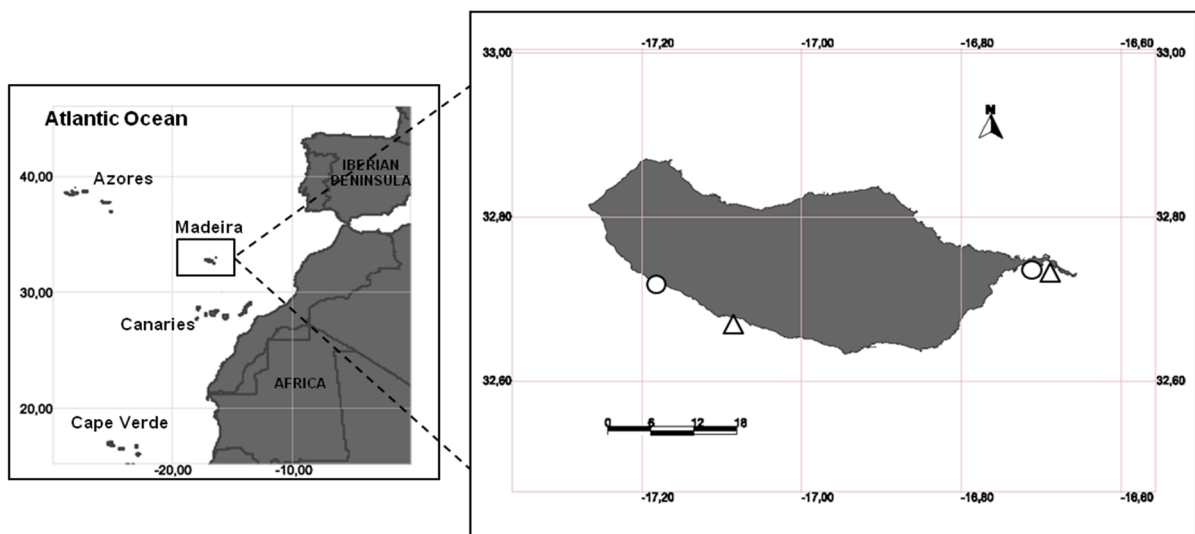 Atlantic Ocean
IBERIAN
PENINSULA
40,00
Azores
Madeira
30,00
Canaries
AFRICA
20,00
Cape Verde
-20,00
-10,00
-17,20
-17,00
-16,80
-16,60
33,00
33,00
N
32,80
32,80
32,60
32,60
0 6 12 18
-17,20
-17,00
-16,80
-16,60